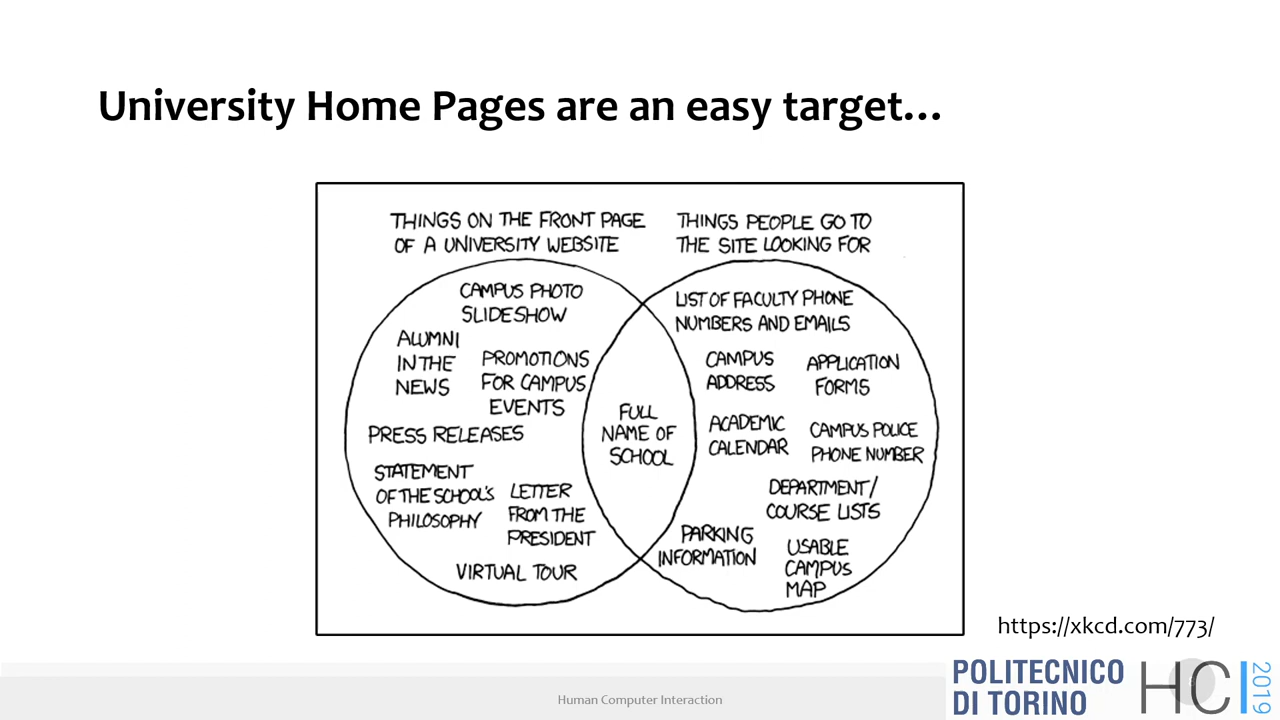 University Home Pages are an easy target…
THINGS ON THE FRONT PAGE
OF A UNIVERSITY WEBSITE
THINGS PEOPLE GO TO
THE SITE LOOKING FOR
CAMPUS PHOTO
SLIDESHOW
ALUMNI
IN THE
NEWS
PROMOTIONS
FOR CAMPUS
EVENTS
PRESS RELEASES
STATEMENT
OF THE SCHOOL'S
PHILOSOPHY
LETTER
FROM THE
PRESIDENT
VIRTUAL TOUR
FULL
NAME OF
SCHOOL
LIST OF FACULTY PHONE
NUMBERS AND EMAILS
CAMPUS
ADDRESS
APPLICATION
FORMS
ACADEMIC
CALENDAR
CAMPUS POLICE
PHONE NUMBER
DEPARTMENT/
COURSE LISTS
PARKING
INFORMATION
USABLE
CAMPUS
MAP
https://xkcd.com/773/
Human Computer Interaction
POLITECNICO
DI TORINO
HCI
2019